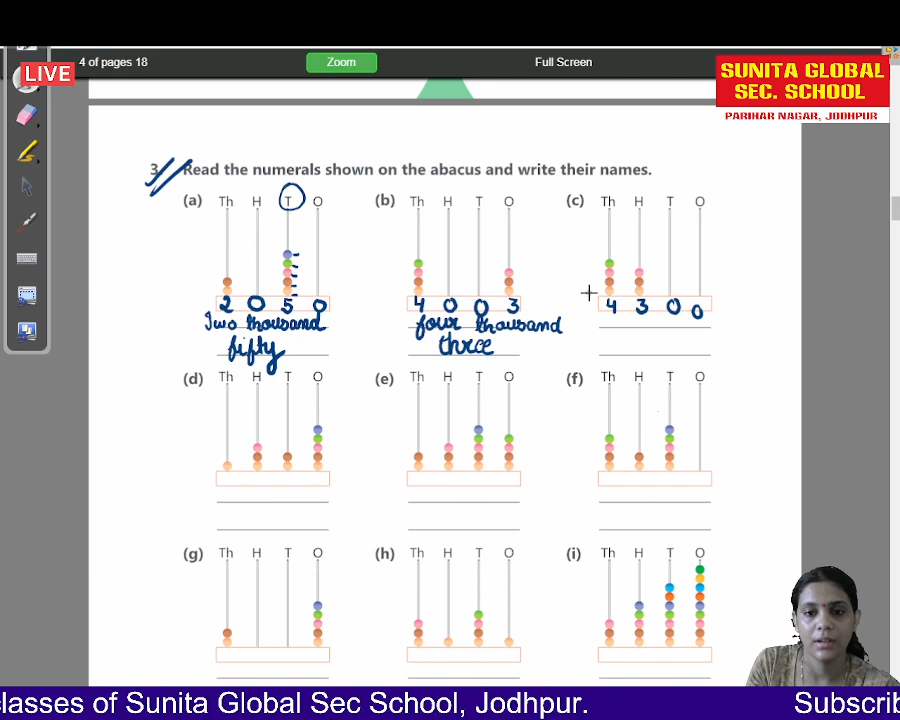 4 of pages 18
Zoom
Full Screen
LIVE
SUNITA GLOBAL
SEC. SCHOOL
PARIHAR NAGAR, JODHPUR
3. Read the numerals shown on the abacus and write their names.
(a) Th H T O (b) Th H T O (c) Th H T O
2 0 5 0 4 0 0 3 4 3 0 0
Two thousand four thousand
fifty three
(d) Th H T O (e) Th H T O (f) Th H T O
(g) Th H T O (h) Th H T O (i) Th H T O
classes of Sunita Global Sec School, Jodhpur. Subscrib